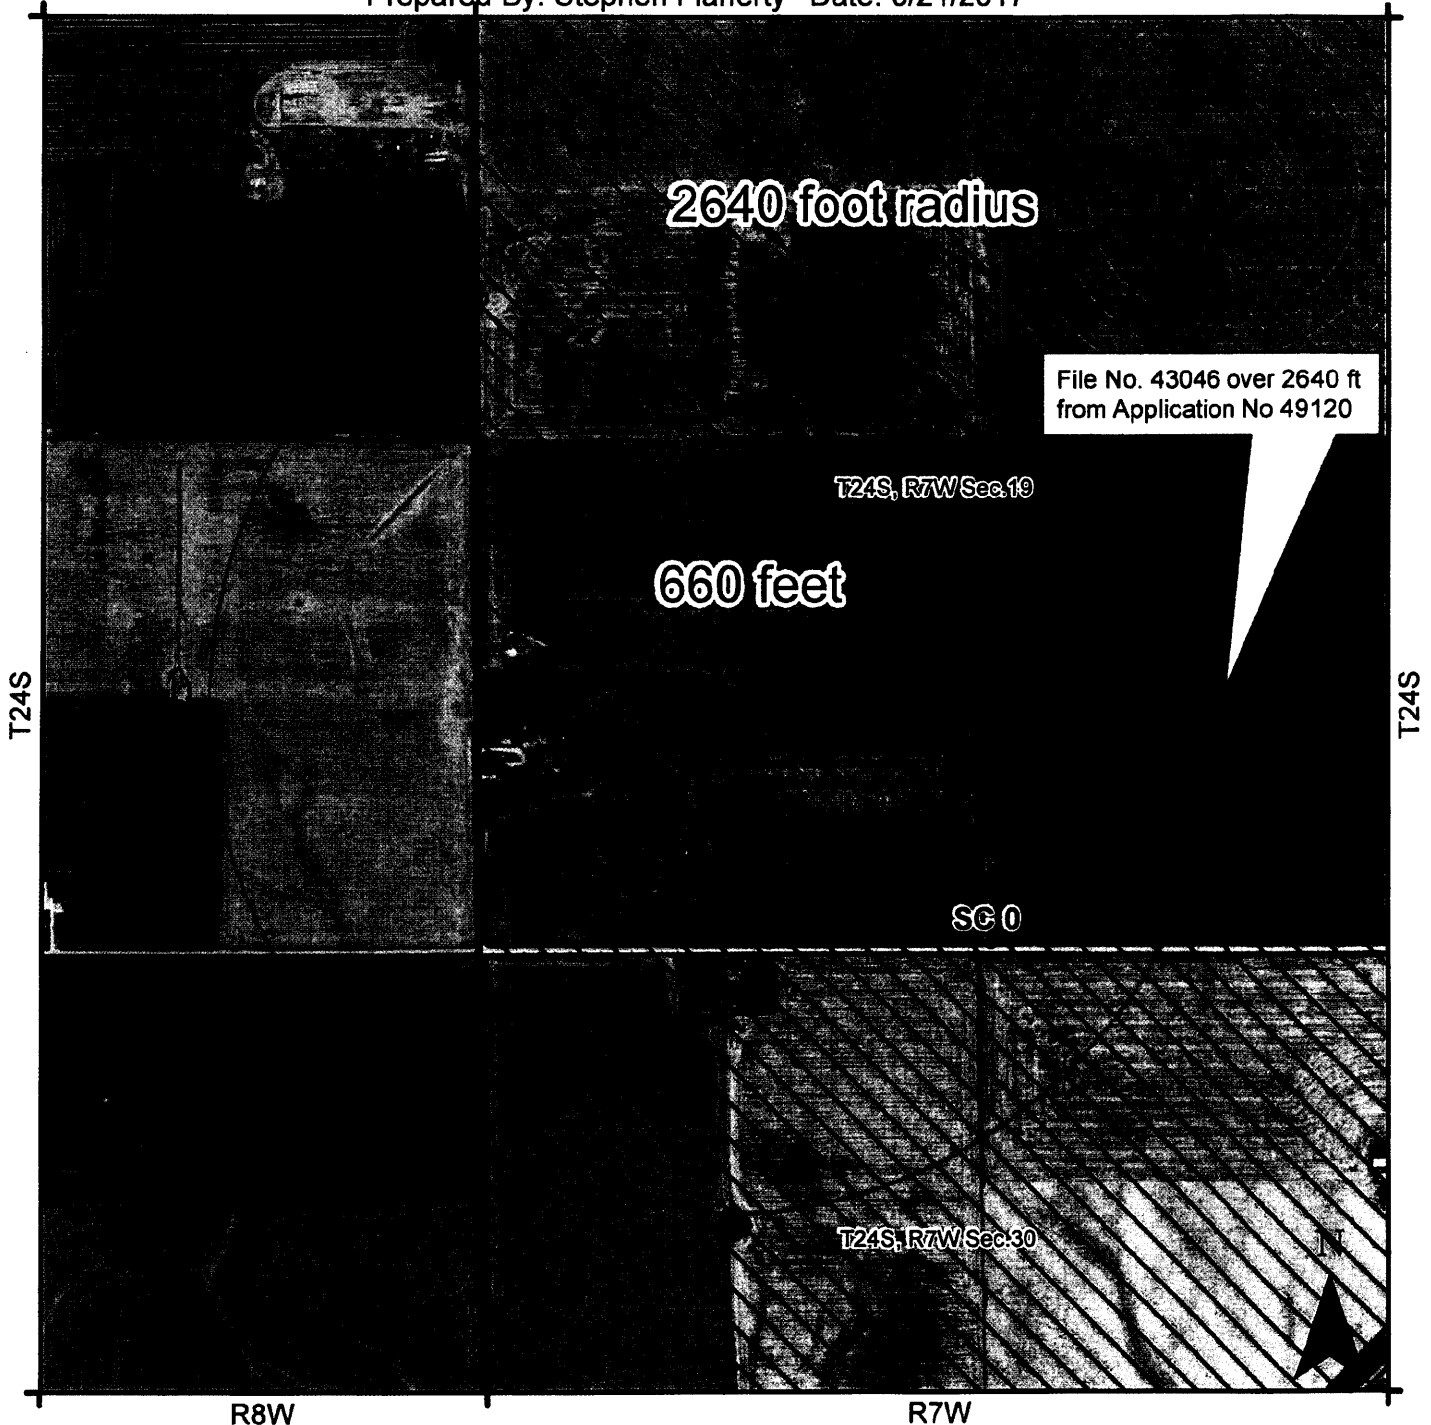 2640 foot radius
File No. 43046 over 2640 ft
from Application No 49120
T24S, R7W Sec.19
660 feet
T24S
T24S
SC 0
T24S, R7W Sec.30
N
R8W
R7W